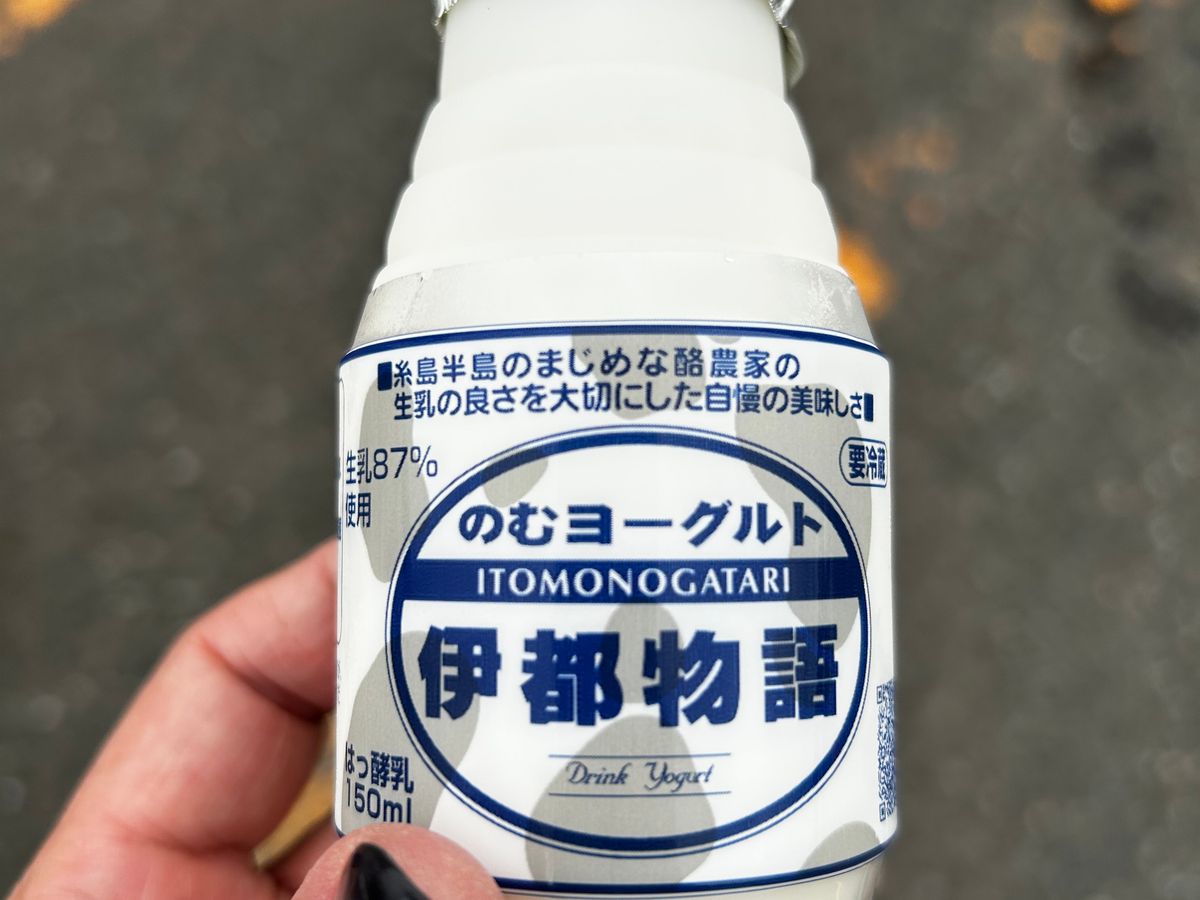 ■糸島半島のまじめな酪農家の
生乳の良さを大切にした自慢の美味しさ■
生乳87%
使用
要冷蔵
のむヨーグルト
ITOMONOGATARI
伊都物語
Drink Yogurt
はっ酵乳
150ml